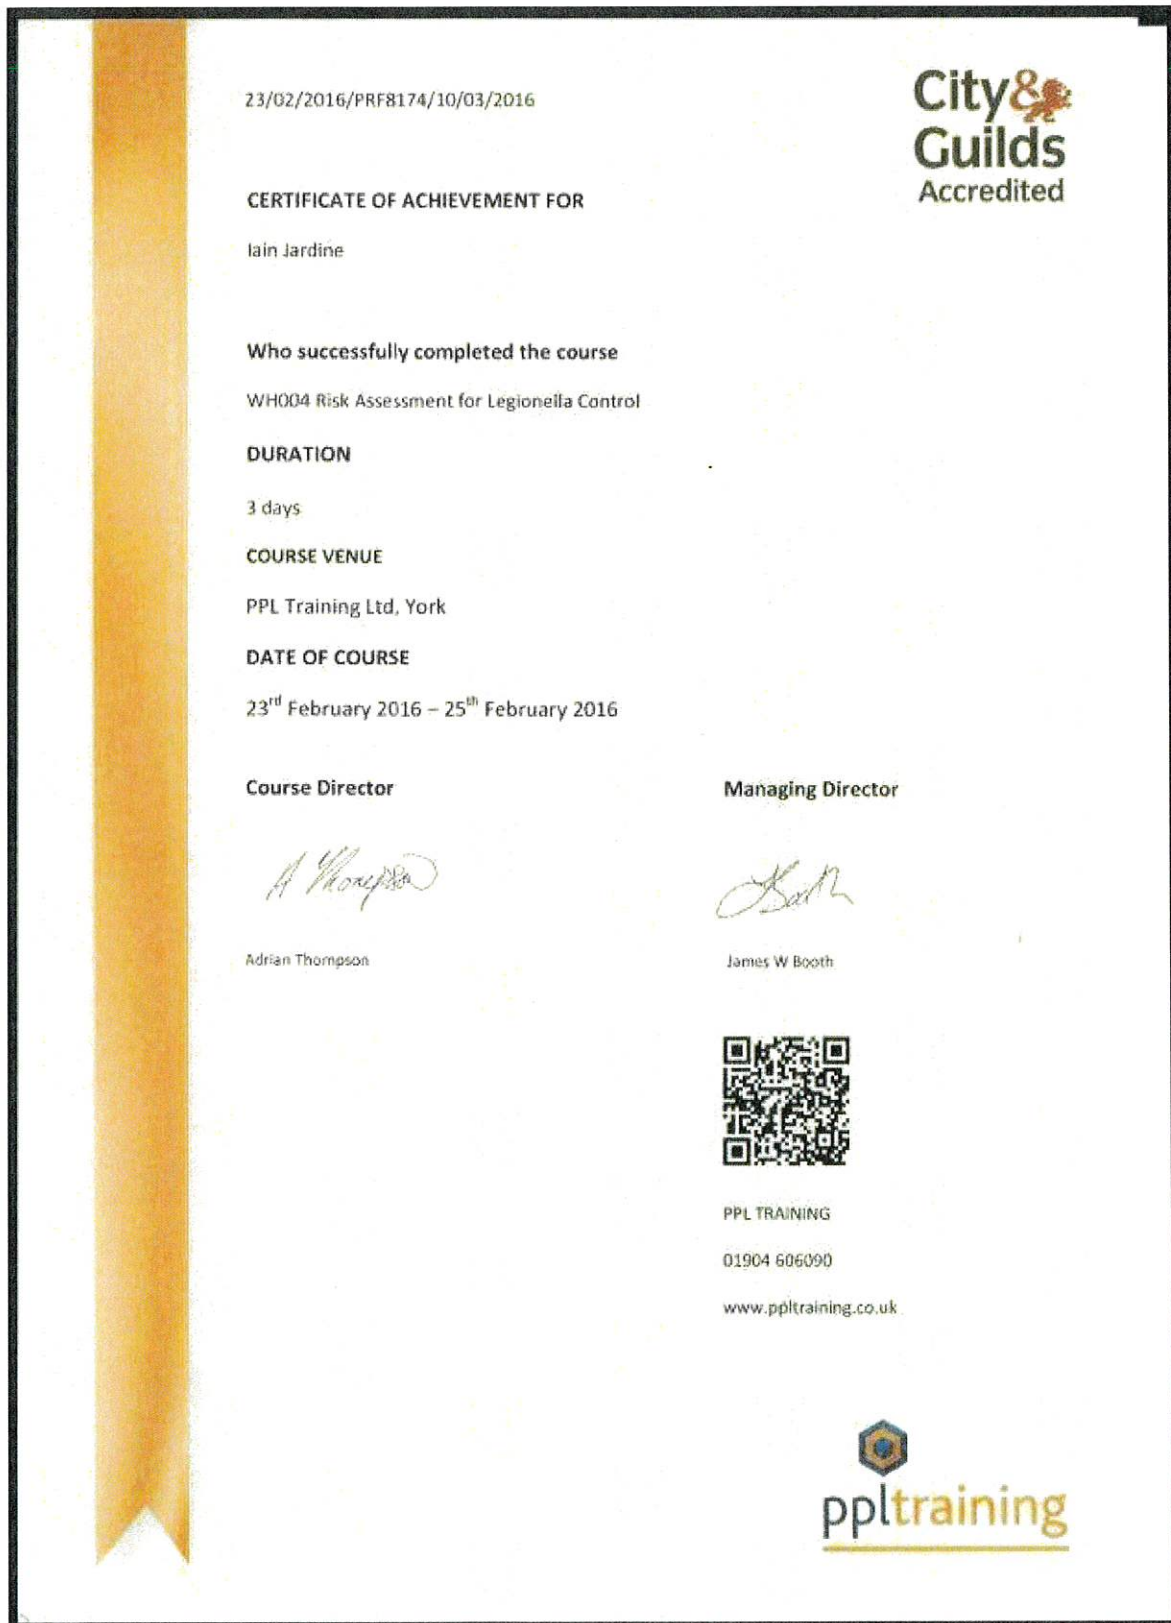 23/02/2016/PRF8174/10/03/2016
City&
Guilds
Accredited
CERTIFICATE OF ACHIEVEMENT FOR
Iain Jardine
Who successfully completed the course
WH004 Risk Assessment for Legionella Control
DURATION
3 days
COURSE VENUE
PPL Training Ltd, York
DATE OF COURSE
23rd February 2016 – 25th February 2016
Course Director
Managing Director
A Thompson
JBooth
Adrian Thompson
James W Booth
PPL TRAINING
01904 606090
www.ppltraining.co.uk
ppltraining